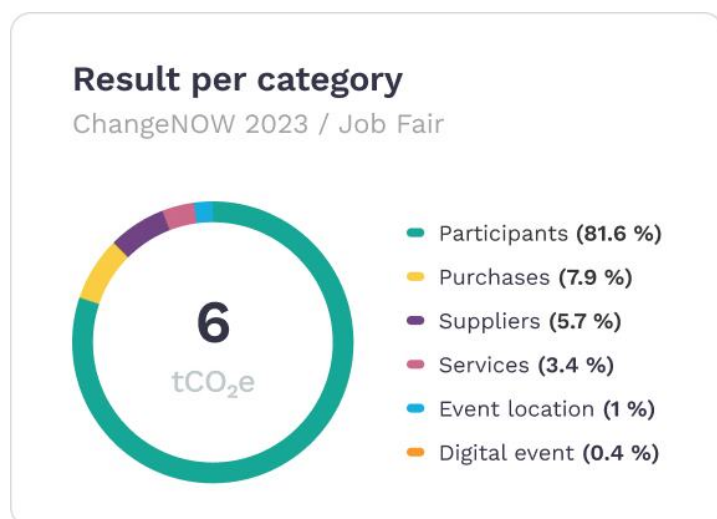 Result per category
ChangeNOW 2023 / Job Fair
6
tCO₂e
Participants (81.6 %)
Purchases (7.9 %)
Suppliers (5.7 %)
Services (3.4 %)
Event location (1 %)
Digital event (0.4 %)